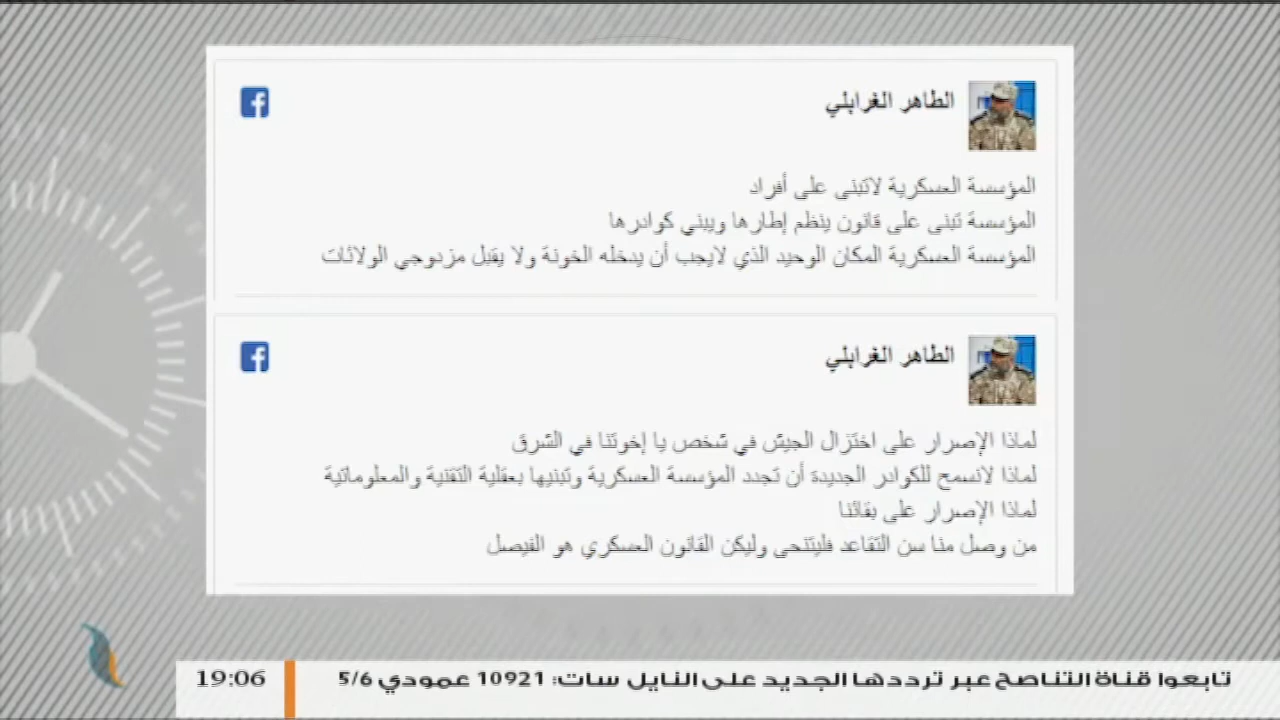 الطاهر الغرابلي
المؤسسة العسكرية لاتبنى على أفراد
المؤسسة تبنى على قانون ينظم إطارها ويبني كوادرها
المؤسسة العسكرية المكان الوحيد الذي لايجب أن يدخله الخونة ولا يقبل مزدوجي الولائات
الطاهر الغرابلي
لماذا الإصرار على اختزال الجيش في شخص يا إخوتنا في الشرق
لماذا لانسمح للكوادر الجديدة أن تجدد المؤسسة العسكرية وتبنيها بعقلية التقنية والمعلوماتية
لماذا الإصرار على بقائنا
من وصل منا سن التقاعد فليتنحى وليكن القانون العسكري هو الفيصل
تابعوا قناة التناصح عبر ترددها الجديد على النايل سات: 10921 عمودي 5/6
19:06